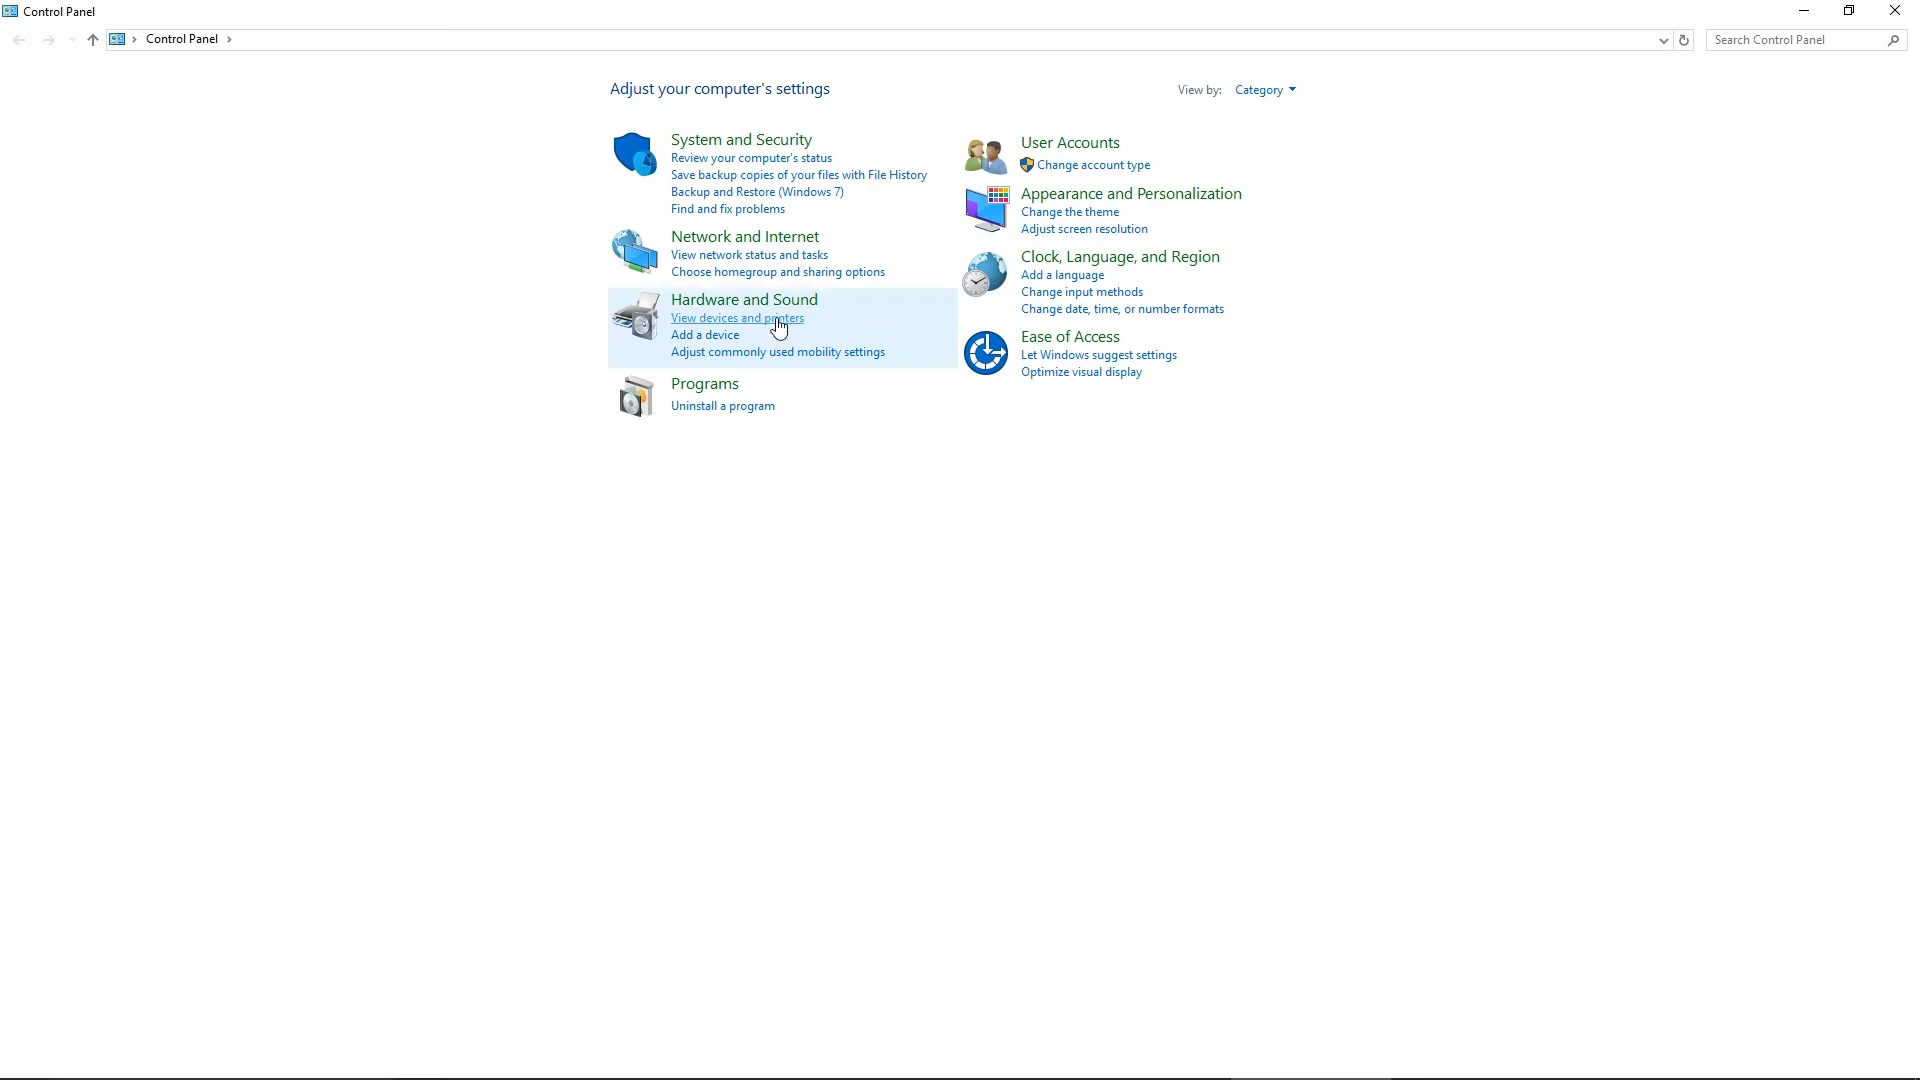 Control Panel
Control Panel
Search Control Panel
Adjust your computer's settings
View by: Category
System and Security
Review your computer's status
Save backup copies of your files with File History
Backup and Restore (Windows 7)
Find and fix problems
Network and Internet
View network status and tasks
Choose homegroup and sharing options
Hardware and Sound
View devices and printers
Add a device
Adjust commonly used mobility settings
Programs
Uninstall a program
User Accounts
Change account type
Appearance and Personalization
Change the theme
Adjust screen resolution
Clock, Language, and Region
Add a language
Change input methods
Change date, time, or number formats
Ease of Access
Let Windows suggest settings
Optimize visual display